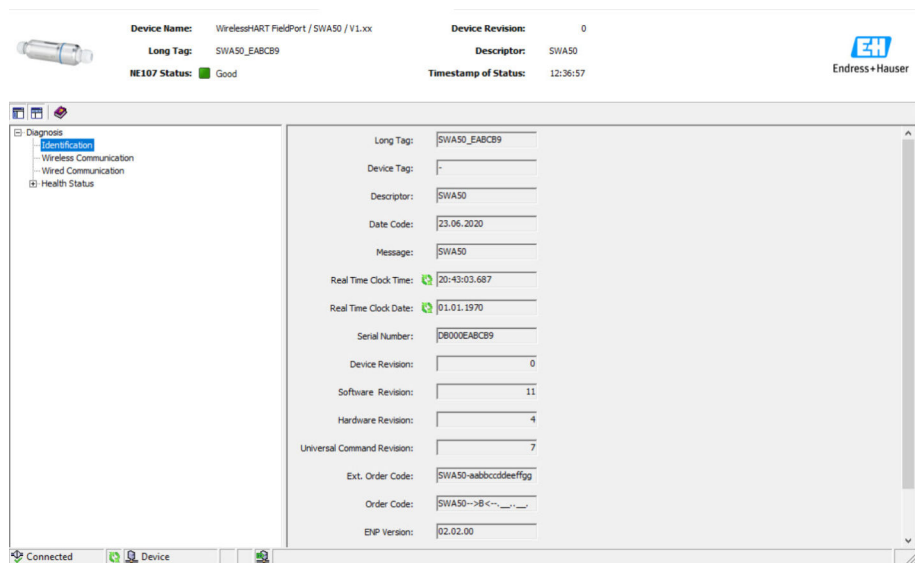 Device Name: WirelessHART FieldPort / SWA50 / V1.xx Device Revision: 0
Long Tag: SWA50_EABCB9 Descriptor: SWA50
NE107 Status: Good Timestamp of Status: 12:36:57
EH
Endress+Hauser
Diagnosis
Identification
Wireless Communication
Wired Communication
Health Status
Long Tag: SWA50_EABCB9
Device Tag: -
Descriptor: SWA50
Date Code: 23.06.2020
Message: SWA50
Real Time Clock Time: 20:43:03.687
Real Time Clock Date: 01.01.1970
Serial Number: DB000EABCB9
Device Revision: 0
Software Revision: 11
Hardware Revision: 4
Universal Command Revision: 7
Ext. Order Code: SWA50-aabbccddeeffgg
Order Code: SWA50-->B<--.__..__.
ENP Version: 02.02.00
Connected Device